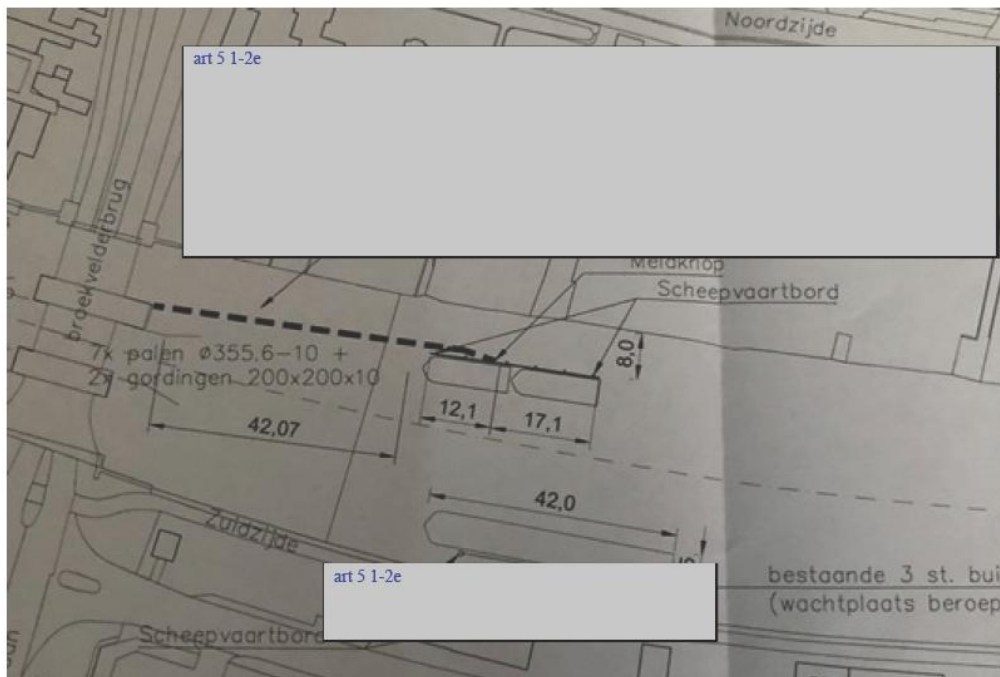 Noordzijde
art 5 1-2e
Meldknop
Scheepvaartbord
broekvelderbrug
7x palen ø355,6-10 +
2x gordingen 200x200x10
8,0
12,1
17,1
42,07
42,0
Zuidzijde
art 5 1-2e
bestaande 3 st. bui
(wachtplaats beroep
Scheepvaartbord